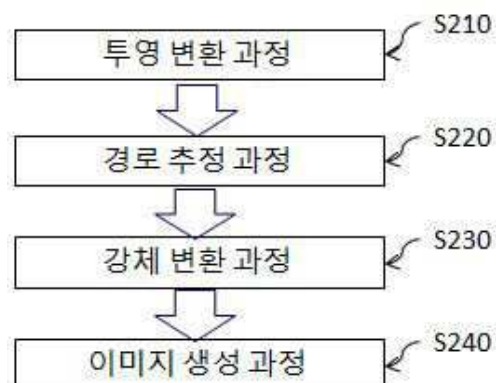 S210
투영 변환 과정
S220
경로 추정 과정
S230
강체 변환 과정
S240
이미지 생성 과정